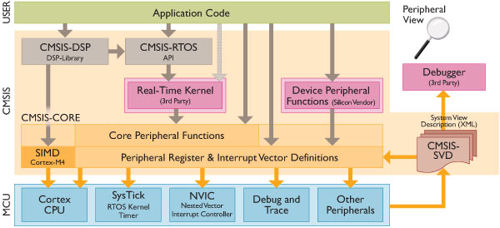 USER
Application Code
Peripheral
View
CMSIS
CMSIS-DSP
DSP-Library
CMSIS-RTOS
API
Real-Time Kernel
(3rd Party)
Device Peripheral
Functions (Silicon Vendor)
Debugger
(3rd Party)
CMSIS-CORE
Core Peripheral Functions
System View
Description (XML)
SIMD
Cortex-M4
Peripheral Register & Interrupt Vector Definitions
CMSIS-
SVD
MCU
Cortex
CPU
SysTick
RTOS Kernel
Timer
NVIC
Nested Vector
Interrupt Controller
Debug and
Trace
Other
Peripherals